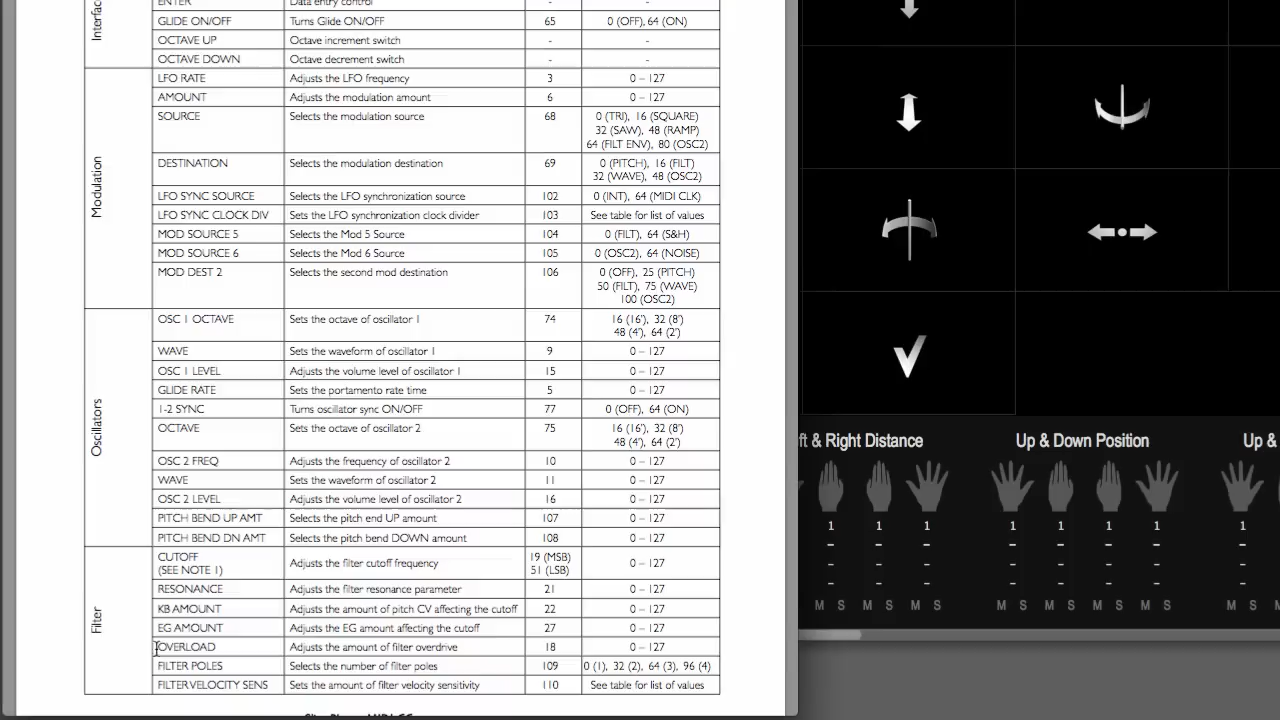 Interfac
ENTER Data entry control - -
GLIDE ON/OFF Turns Glide ON/OFF 65 0 (OFF), 64 (ON)
OCTAVE UP Octave increment switch - -
OCTAVE DOWN Octave decrement switch - -
Modulation
LFO RATE Adjusts the LFO frequency 3 0 – 127
AMOUNT Adjusts the modulation amount 6 0 – 127
SOURCE Selects the modulation source 68 0 (TRI), 16 (SQUARE)
32 (SAW), 48 (RAMP)
64 (FILT ENV), 80 (OSC2)
DESTINATION Selects the modulation destination 69 0 (PITCH), 16 (FILT)
32 (WAVE), 48 (OSC2)
LFO SYNC SOURCE Selects the LFO synchronization source 102 0 (INT), 64 (MIDI CLK)
LFO SYNC CLOCK DIV Sets the LFO synchronization clock divider 103 See table for list of values
MOD SOURCE 5 Selects the Mod 5 Source 104 0 (FILT), 64 (S&H)
MOD SOURCE 6 Selects the Mod 6 Source 105 0 (OSC2), 64 (NOISE)
MOD DEST 2 Selects the second mod destination 106 0 (OFF), 25 (PITCH)
50 (FILT), 75 (WAVE)
100 (OSC2)
Oscillators
OSC 1 OCTAVE Sets the octave of oscillator 1 74 16 (16'), 32 (8')
48 (4'), 64 (2')
WAVE Sets the waveform of oscillator 1 9 0 – 127
OSC 1 LEVEL Adjusts the volume level of oscillator 1 15 0 – 127
GLIDE RATE Sets the portamento rate time 5 0 – 127
1-2 SYNC Turns oscillator sync ON/OFF 77 0 (OFF), 64 (ON)
OCTAVE Sets the octave of oscillator 2 75 16 (16'), 32 (8')
48 (4'), 64 (2')
OSC 2 FREQ Adjusts the frequency of oscillator 2 10 0 – 127
WAVE Sets the waveform of oscillator 2 11 0 – 127
OSC 2 LEVEL Adjusts the volume level of oscillator 2 16 0 – 127
PITCH BEND UP AMT Selects the pitch end UP amount 107 0 – 127
PITCH BEND DN AMT Selects the pitch bend DOWN amount 108 0 – 127
Filter
CUTOFF
(SEE NOTE 1) Adjusts the filter cutoff frequency 19 (MSB)
51 (LSB) 0 – 127
RESONANCE Adjusts the filter resonance parameter 21 0 – 127
KB AMOUNT Adjusts the amount of pitch CV affecting the cutoff 22 0 – 127
EG AMOUNT Adjusts the EG amount affecting the cutoff 27 0 – 127
OVERLOAD Adjusts the amount of filter overdrive 18 0 – 127
FILTER POLES Selects the number of filter poles 109 0 (1), 32 (2), 64 (3), 96 (4)
FILTER VELOCITY SENS Sets the amount of filter velocity sensitivity 110 See table for list of values
ft & Right Distance Up & Down Position Up &
1 1 1 1 1 1 1 1
– – – – – – – –
– – – – – – – –
– – – – – – – –
M S M S M S M S M S M S M S M S